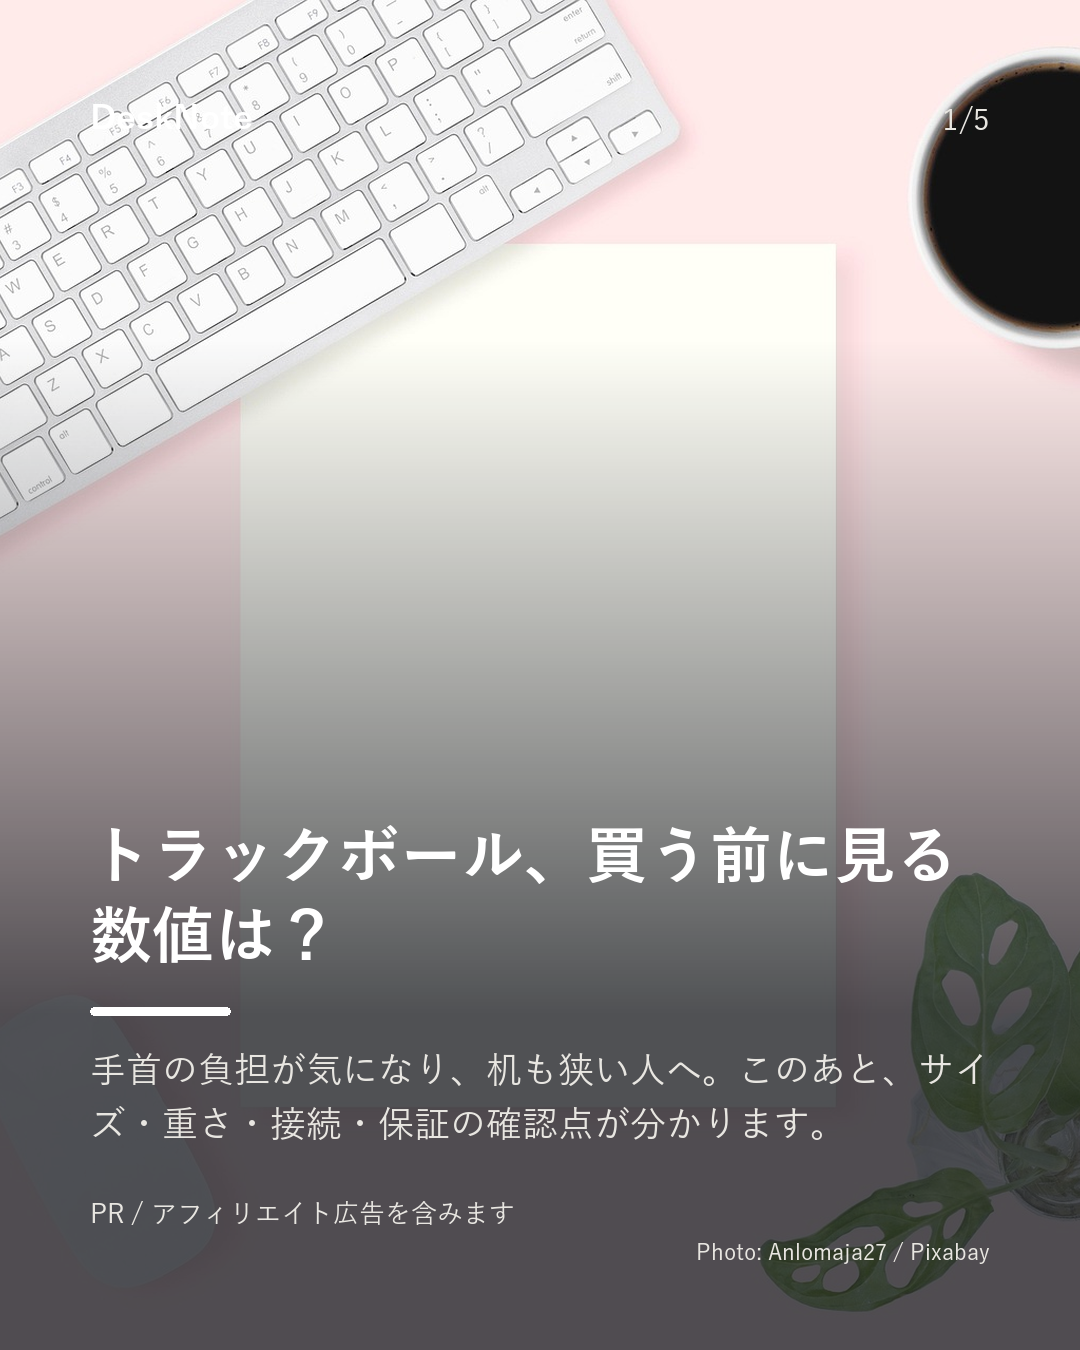 DeskNote
1/5
トラックボール、買う前に見る
数値は？
手首の負担が気になり、机も狭い人へ。このあと、サイ
ズ・重さ・接続・保証の確認点が分かります。
PR / アフィリエイト広告を含みます
Photo: Anlomaja27 / Pixabay